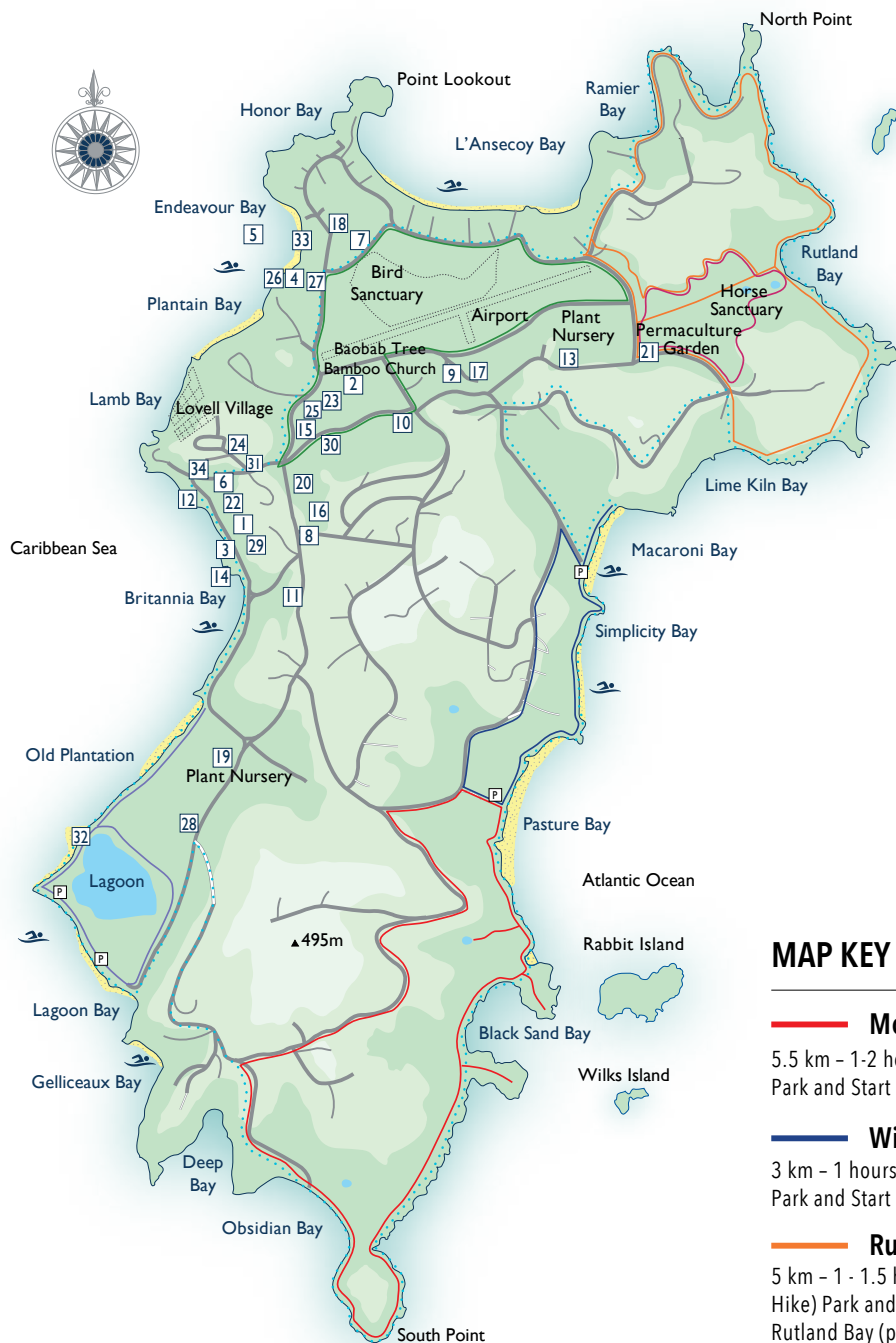 North Point
Point Lookout
Honor Bay
Ramier
Bay
L'Ansecoy Bay
Endeavour Bay
5
18
33
7
Rutland
Bay
26
4
27
Bird
Sanctuary
Horse
Sanctuary
Plantain Bay
Airport
Plant
Nursery
Permaculture
Garden
21
Baobab Tree
Bamboo Church
13
9
17
2
Lamb Bay
Lovell Village
23
25
10
15
30
24
31
34
6
20
Lime Kiln Bay
12
22
16
1
8
Caribbean Sea
3
29
Macaroni Bay
P
14
Britannia Bay
11
Simplicity Bay
Old Plantation
19
Plant Nursery
P
28
Pasture Bay
32
Lagoon
P
Atlantic Ocean
▲495m
Rabbit Island
P
MAP KEY
Lagoon Bay
Black Sand Bay
Gelliceaux Bay
Wilks Island
5.5 km – 1-2 h
Park and Start
Deep
Bay
Wi
3 km – 1 hours
Park and Start
Obsidian Bay
Ru
5 km – 1 - 1.5 h
Hike) Park and
Rutland Bay (p
South Point